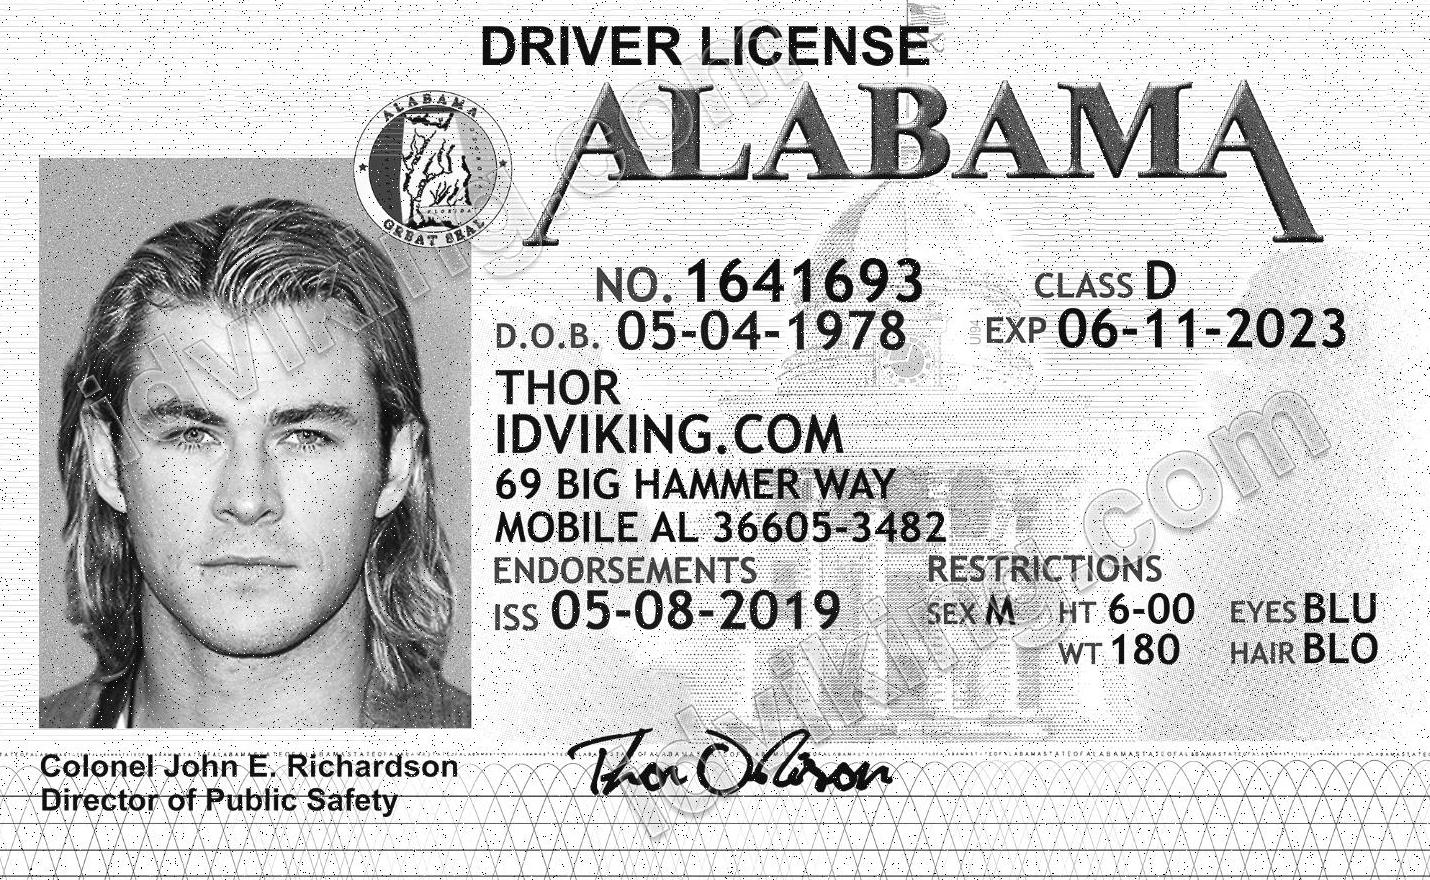 DRIVER LICENSE
ALABAMA
ALABAMA
GREAT SEAL
FLORIDA
NO. 1641693
CLASS D
D.O.B. 05-04-1978
EXP 06-11-2023
THOR
IDVIKING.COM
69 BIG HAMMER WAY
MOBILE AL 36605-3482
ENDORSEMENTS
RESTRICTIONS
ISS 05-08-2019
SEX M HT 6-00 EYES BLU
WT 180 HAIR BLO
Thor Odinson
Colonel John E. Richardson
Director of Public Safety
idviking.com
idviking.com